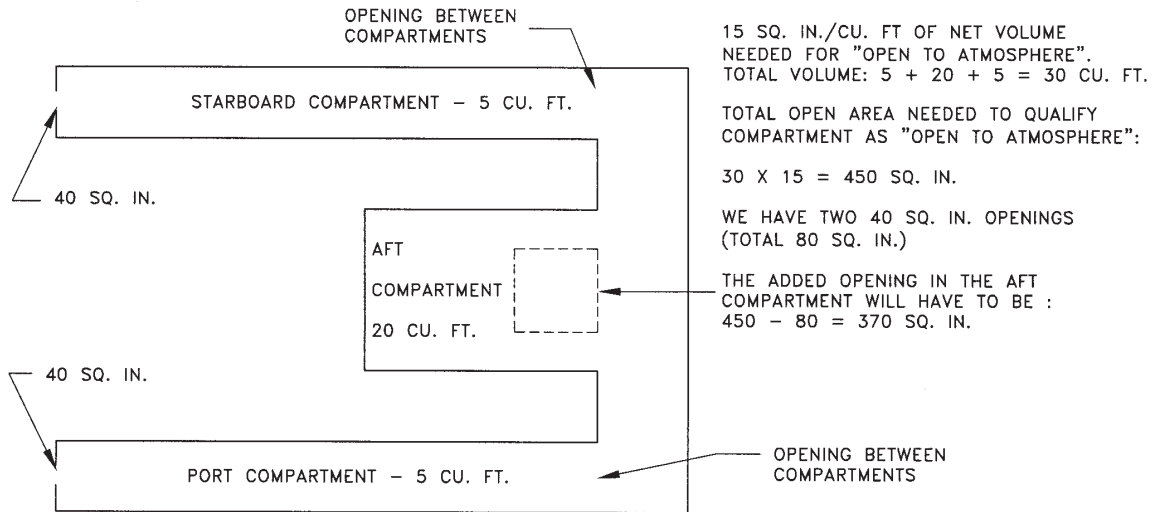 OPENING BETWEEN
COMPARTMENTS
STARBOARD COMPARTMENT – 5 CU. FT.
40 SQ. IN.
AFT
COMPARTMENT
20 CU. FT.
40 SQ. IN.
PORT COMPARTMENT – 5 CU. FT.
OPENING BETWEEN
COMPARTMENTS
15 SQ. IN./CU. FT OF NET VOLUME
NEEDED FOR "OPEN TO ATMOSPHERE".
TOTAL VOLUME: 5 + 20 + 5 = 30 CU. FT.
TOTAL OPEN AREA NEEDED TO QUALIFY
COMPARTMENT AS "OPEN TO ATMOSPHERE":
30 X 15 = 450 SQ. IN.
WE HAVE TWO 40 SQ. IN. OPENINGS
(TOTAL 80 SQ. IN.)
THE ADDED OPENING IN THE AFT
COMPARTMENT WILL HAVE TO BE :
450 – 80 = 370 SQ. IN.